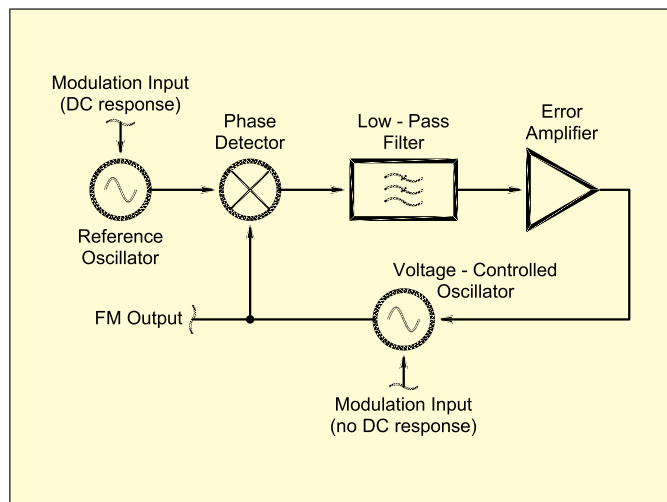 Modulation Input
(DC response)
Phase
Detector
Low - Pass
Filter
Error
Amplifier
Reference
Oscillator
Voltage - Controlled
Oscillator
FM Output
Modulation Input
(no DC response)